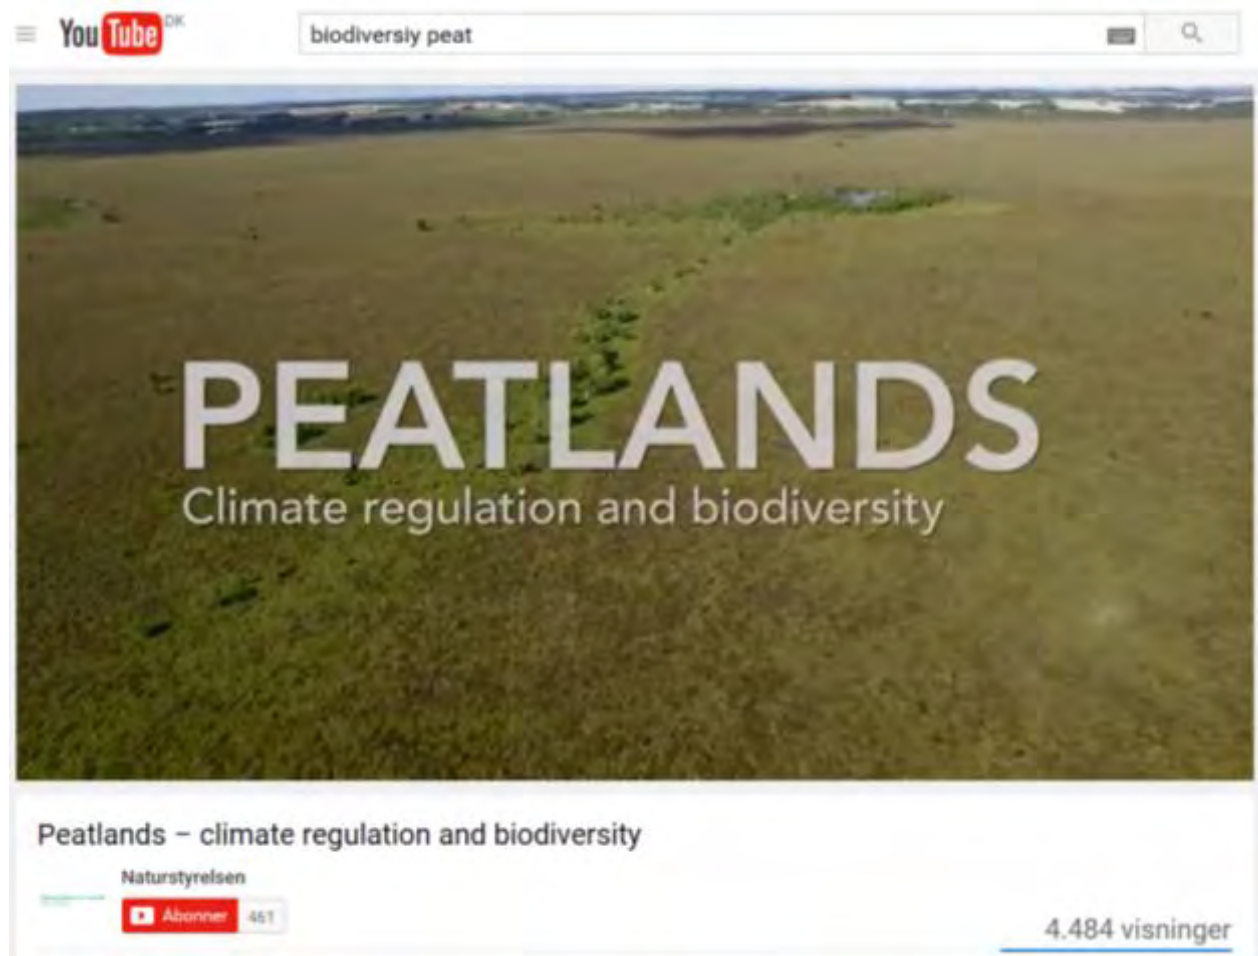 YouTube DK
biodiversiy peat
PEATLANDS
Climate regulation and biodiversity
Peatlands – climate regulation and biodiversity
Naturstyrelsen
Abonner 461
4.484 visninger